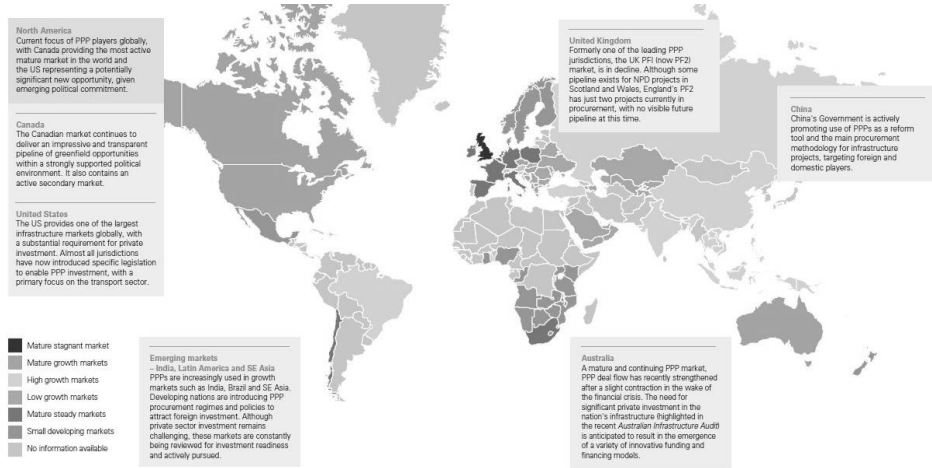 North America
Current focus of PPP players globally,
with Canada providing the most active
mature market in the world and
the US representing a potentially
significant new opportunity, given
emerging political commitment.
Canada
The Canadian market continues to
deliver an impressive and transparent
pipeline of greenfield opportunities
within a strongly supported political
environment. It also contains an
active secondary market.
United States
The US provides one of the largest
infrastructure markets globally, with
a substantial requirement for private
investment. Almost all jurisdictions
have now introduced specific legislation
to enable PPP investment, with a
primary focus on the transport sector.
United Kingdom
Formerly one of the leading PPP
jurisdictions, the UK PFI (now PF2)
market, is in decline. Although some
pipeline exists for NPD projects in
Scotland and Wales, England's PF2
has just two projects currently in
procurement, with no visible future
pipeline at this time.
China
China's Government is actively
promoting use of PPPs as a reform
tool and the main procurement
methodology for infrastructure
projects, targeting foreign and
domestic players.
Mature stagnant market
Mature growth markets
High growth markets
Low growth markets
Mature steady markets
Small developing markets
No information available
Emerging markets
– India, Latin America and SE Asia
PPPs are increasingly used in growth
markets such as India, Brazil and SE Asia.
Developing nations are introducing PPP
procurement regimes and policies to
attract foreign investment. Although
private sector investment remains
challenging, these markets are constantly
being reviewed for investment readiness
and actively pursued.
Australia
A mature and continuing PPP market,
PPP deal flow has recently strengthened
after a slight contraction in the wake of
the financial crisis. The need for
significant private investment in the
nation's infrastructure (highlighted in
the recent Australian Infrastructure Audit)
is anticipated to result in the emergence
of a variety of innovative funding and
financing models.